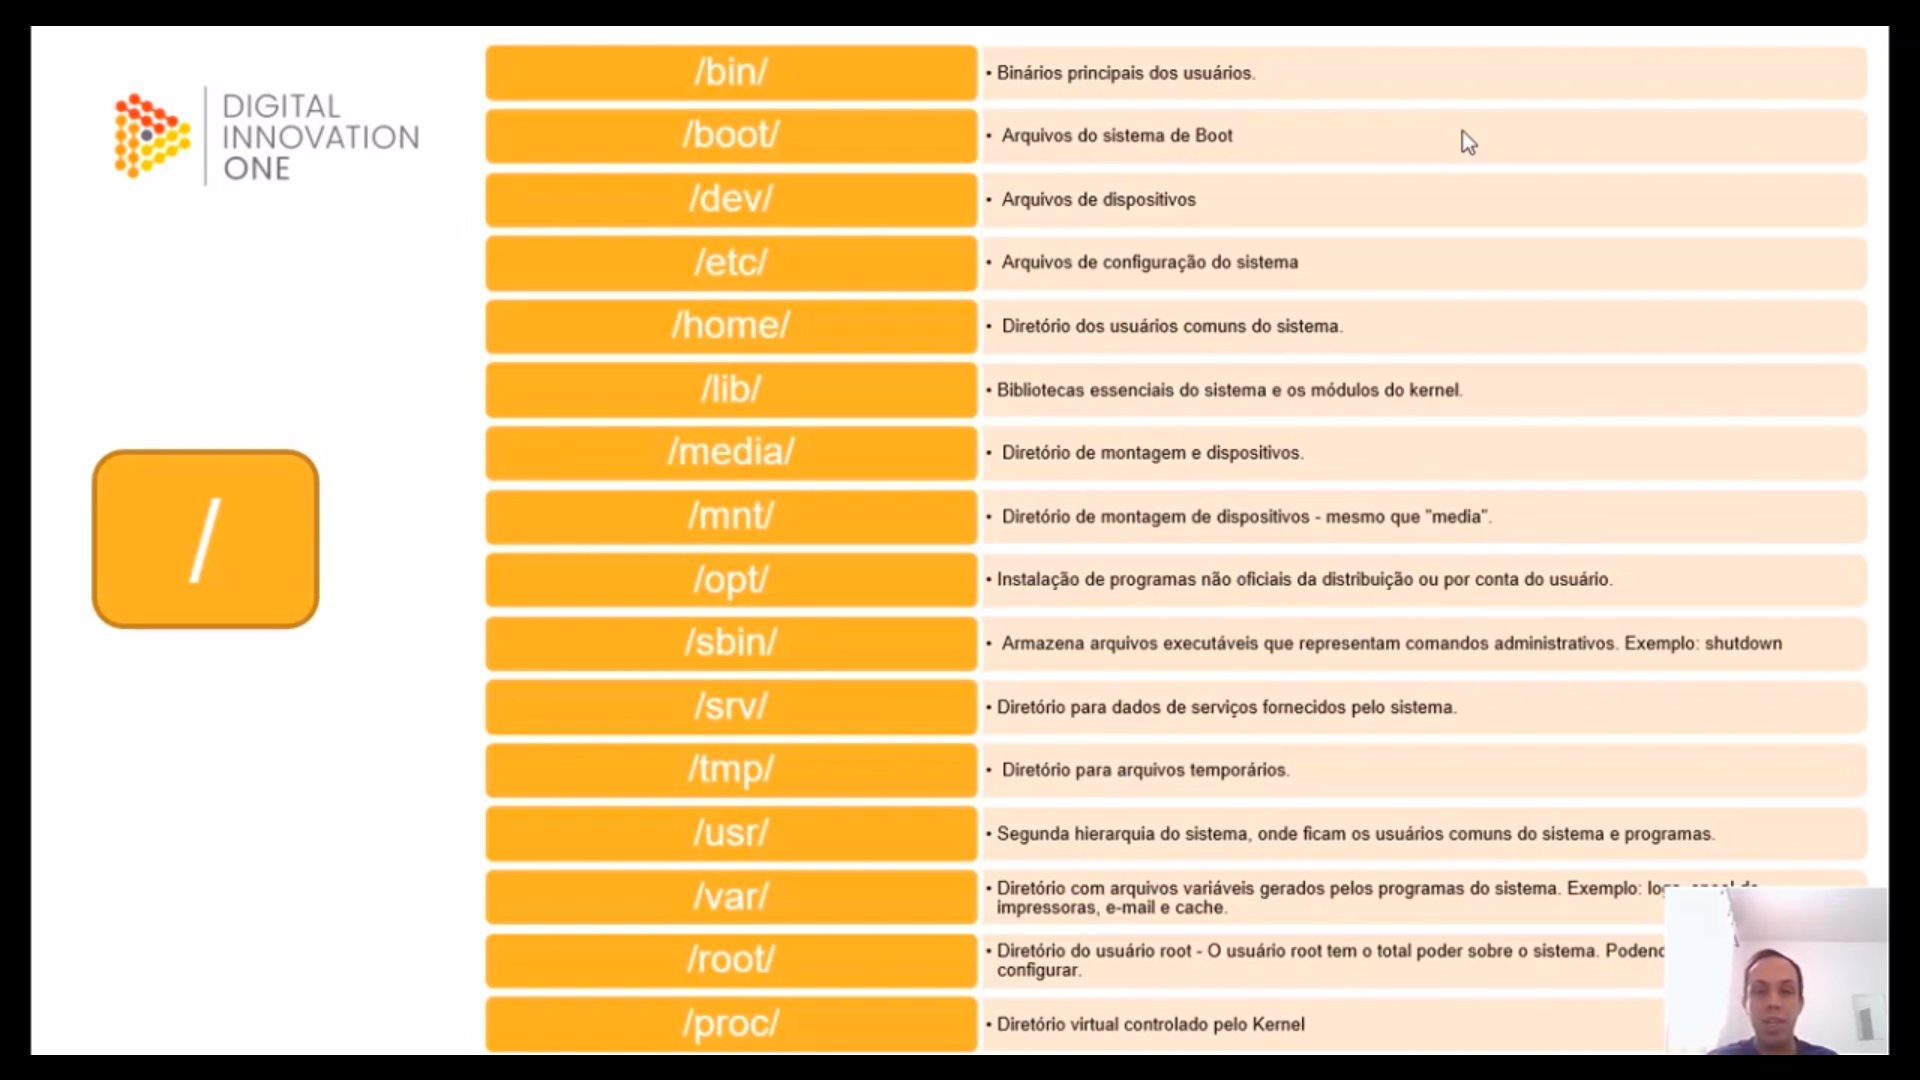 DIGITAL
INNOVATION
ONE
/
/bin/
• Binários principais dos usuários.
/boot/
• Arquivos do sistema de Boot
/dev/
• Arquivos de dispositivos
/etc/
• Arquivos de configuração do sistema
/home/
• Diretório dos usuários comuns do sistema.
/lib/
• Bibliotecas essenciais do sistema e os módulos do kernel.
/media/
• Diretório de montagem e dispositivos.
/mnt/
• Diretório de montagem de dispositivos - mesmo que "media".
/opt/
• Instalação de programas não oficiais da distribuição ou por conta do usuário.
/sbin/
• Armazena arquivos executáveis que representam comandos administrativos. Exemplo: shutdown
/srv/
• Diretório para dados de serviços fornecidos pelo sistema.
/tmp/
• Diretório para arquivos temporários.
/usr/
• Segunda hierarquia do sistema, onde ficam os usuários comuns do sistema e programas.
/var/
• Diretório com arquivos variáveis gerados pelos programas do sistema. Exemplo:
impressoras, e-mail e cache.
/root/
• Diretório do usuário root - O usuário root tem o total poder sobre o sistema.
configurar.
/proc/
• Diretório virtual controlado pelo Kernel